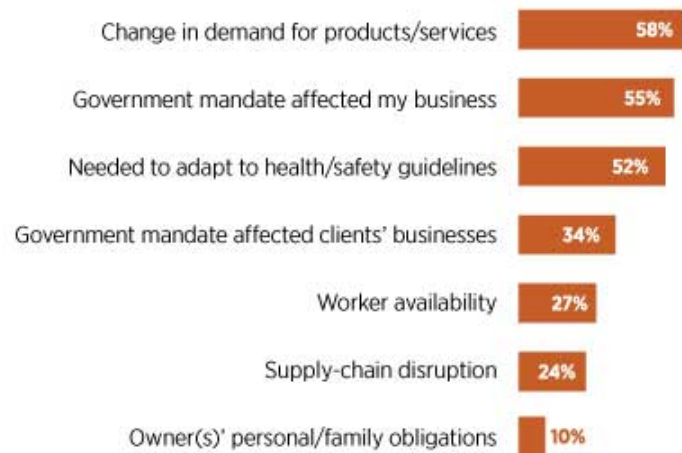 Change in demand for products/services 58%
Government mandate affected my business 55%
Needed to adapt to health/safety guidelines 52%
Government mandate affected clients’ businesses 34%
Worker availability 27%
Supply-chain disruption 24%
Owner(s)’ personal/family obligations 10%